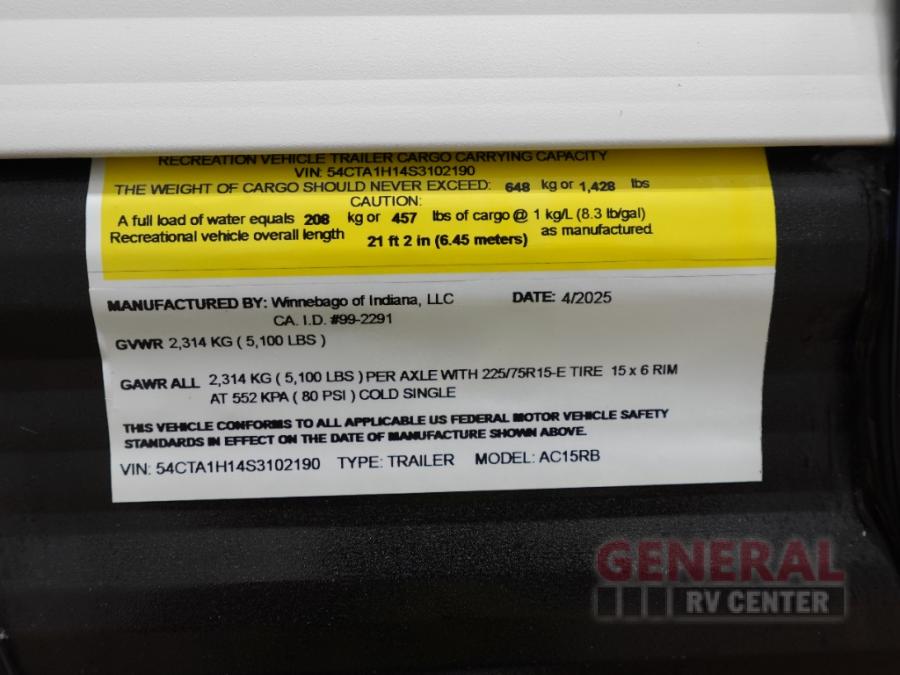 RECREATION VEHICLE TRAILER CARGO CARRYING CAPACITY
VIN: 54CTA1H14S3102190
THE WEIGHT OF CARGO SHOULD NEVER EXCEED: 648 kg or 1,428 lbs
CAUTION:
A full load of water equals 208 kg or 457 lbs of cargo @ 1 kg/L (8.3 lb/gal)
Recreational vehicle overall length 21 ft 2 in (6.45 meters) as manufactured.
MANUFACTURED BY: Winnebago of Indiana, LLC DATE: 4/2025
CA. I.D. #99-2291
GVWR 2,314 KG ( 5,100 LBS )
GAWR ALL 2,314 KG ( 5,100 LBS ) PER AXLE WITH 225/75R15-E TIRE 15 x 6 RIM
AT 552 KPA ( 80 PSI ) COLD SINGLE
THIS VEHICLE CONFORMS TO ALL APPLICABLE US FEDERAL MOTOR VEHICLE SAFETY
STANDARDS IN EFFECT ON THE DATE OF MANUFACTURE SHOWN ABOVE.
VIN: 54CTA1H14S3102190 TYPE: TRAILER MODEL: AC15RB
GENERAL
RV CENTER